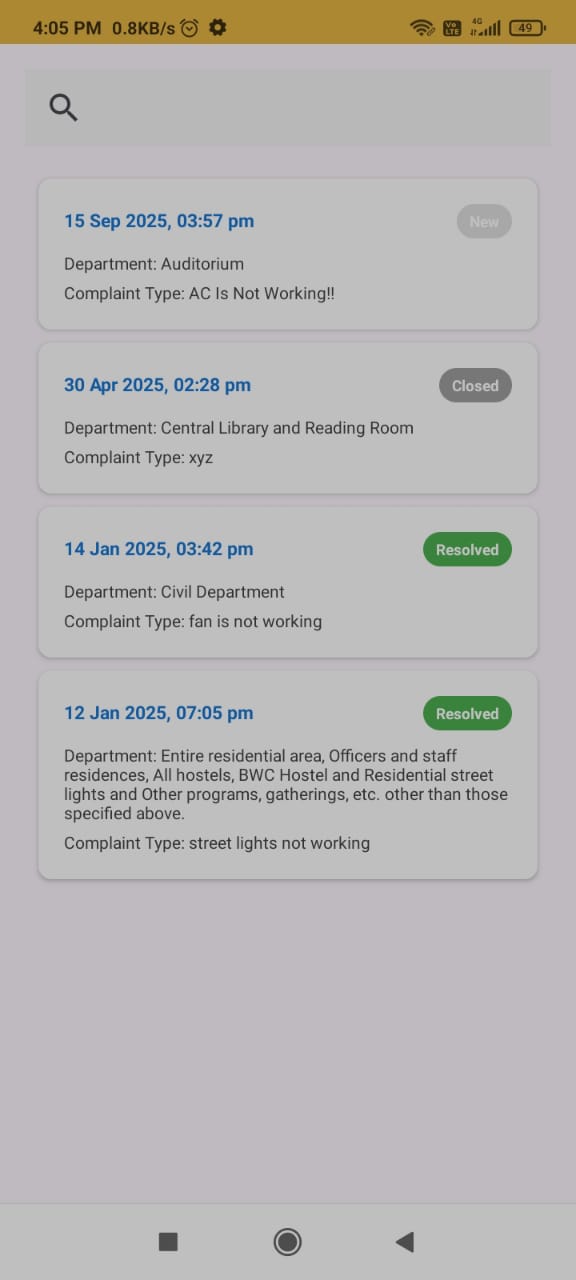 4:05 PM 0.8KB/s
Vo LTE 4G 49
15 Sep 2025, 03:57 pm New
Department: Auditorium
Complaint Type: AC Is Not Working!!
30 Apr 2025, 02:28 pm Closed
Department: Central Library and Reading Room
Complaint Type: xyz
14 Jan 2025, 03:42 pm Resolved
Department: Civil Department
Complaint Type: fan is not working
12 Jan 2025, 07:05 pm Resolved
Department: Entire residential area, Officers and staff
residences, All hostels, BWC Hostel and Residential street
lights and Other programs, gatherings, etc. other than those
specified above.
Complaint Type: street lights not working